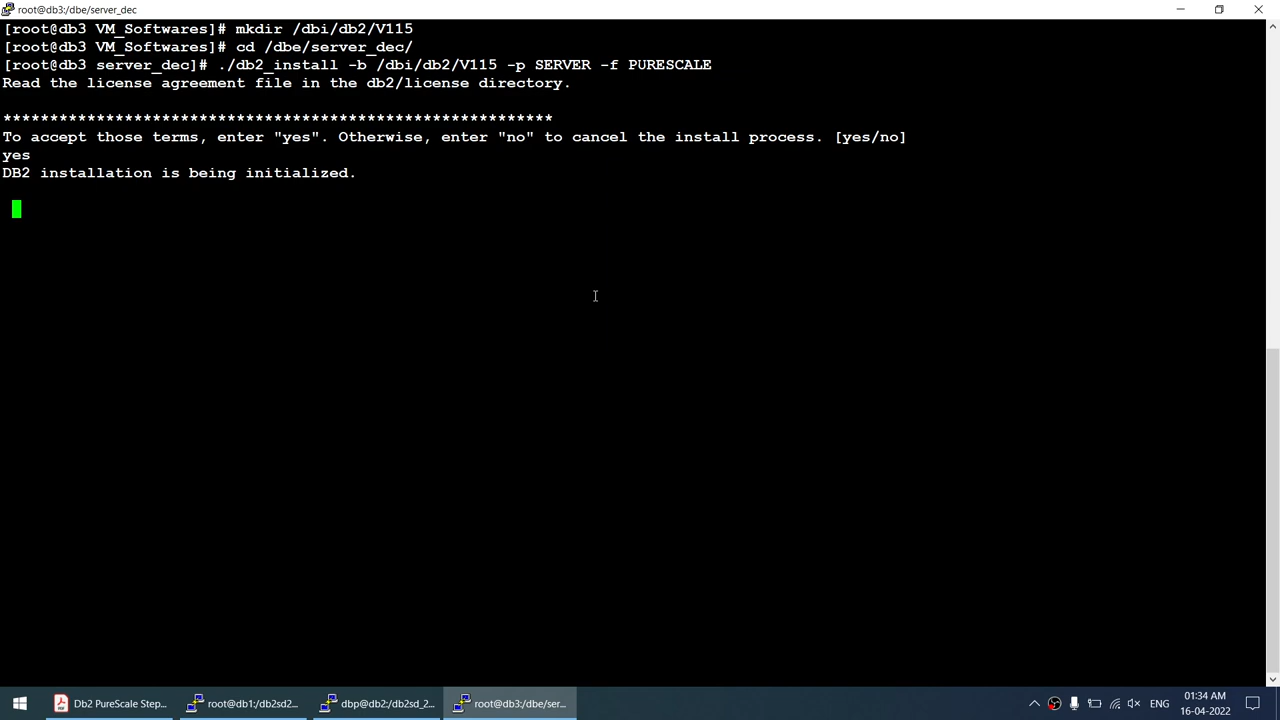 root@db3:/dbe/server_dec
[root@db3 VM_Softwares]# mkdir /dbi/db2/V115
[root@db3 VM_Softwares]# cd /dbe/server_dec/
[root@db3 server_dec]# ./db2_install -b /dbi/db2/V115 -p SERVER -f PURESCALE
Read the license agreement file in the db2/license directory.
***********************************************************
To accept those terms, enter "yes". Otherwise, enter "no" to cancel the install process. [yes/no]
yes
DB2 installation is being initialized.
Db2 PureScale Step... root@db1:/db2sd2... dbp@db2:/db2sd_2... root@db3:/dbe/ser... ENG 01:34 AM
16-04-2022